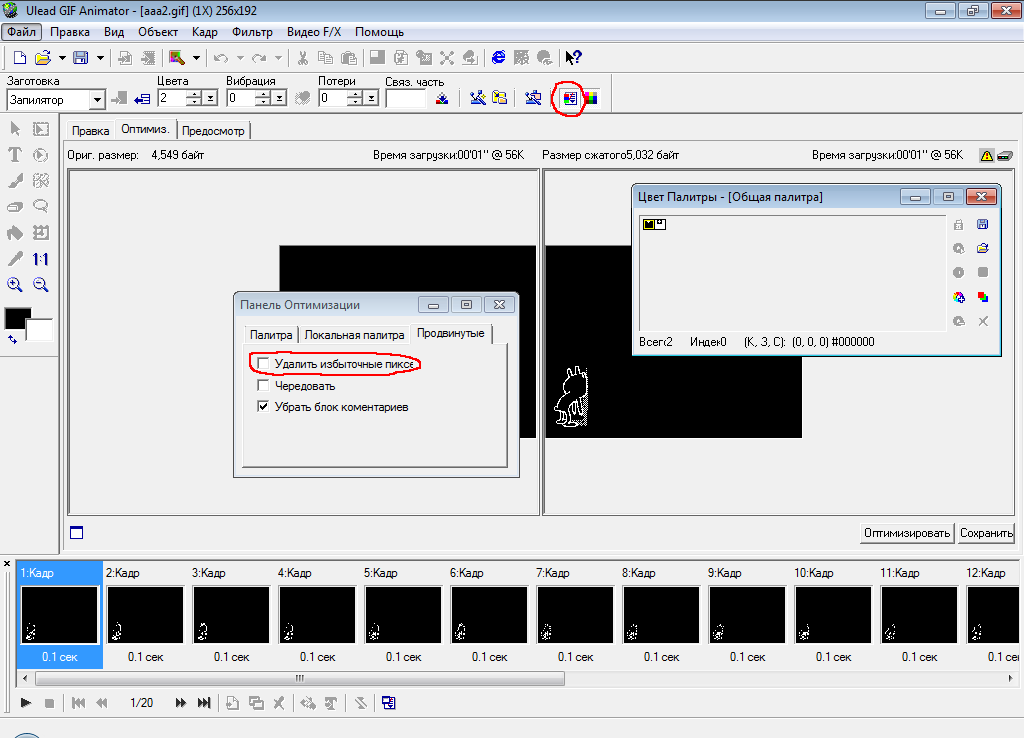 Ulead GIF Animator - [aaa2.gif] (1X) 256x192
Файл Правка Вид Объект Кадр Фильтр Видео F/X Помощь
Заготовка Цвета Вибрация Потери Связ. часть
Запилятор 2 0 0
Правка Оптимиз. Предосмотр
Ориг. размер: 4,549 байт Время загрузки:00'01'' @ 56K Размер сжатого5,032 байт Время загрузки:00'01'' @ 56K
Цвет Палитры - [Общая палитра]
Всегс2 Индек0 (К, З, С): (0, 0, 0) #000000
Панель Оптимизации
Палитра Локальная палитра Продвинутые
Удалить избыточные пиксе
Чередовать
Убрать блок коментариев
1:1
Оптимизировать Сохранить
1:Кадр 2:Кадр 3:Кадр 4:Кадр 5:Кадр 6:Кадр 7:Кадр 8:Кадр 9:Кадр 10:Кадр 11:Кадр 12:Кадр
0.1 сек 0.1 сек 0.1 сек 0.1 сек 0.1 сек 0.1 сек 0.1 сек 0.1 сек 0.1 сек 0.1 сек 0.1 сек 0.1 се
1/20